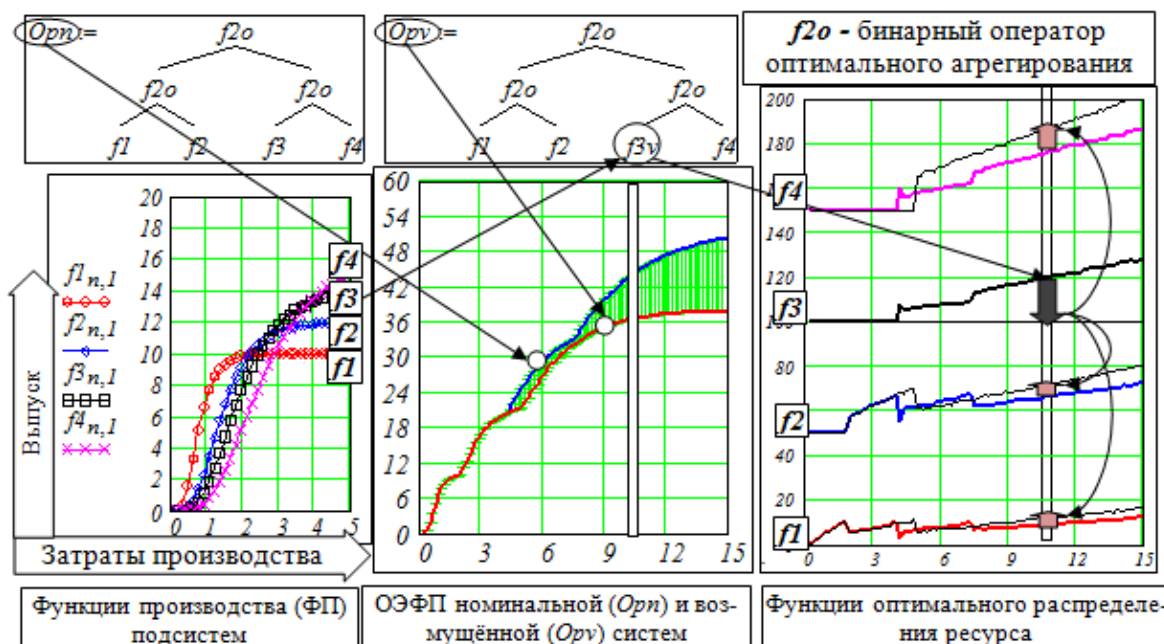 Opn:= f2o
f2o f2o
f1 f2 f3 f4
Opv:= f2o
f2o f2o
f1 f2 f3v f4
f2o - бинарный оператор
оптимального агрегирования
Выпуск
f1n,1
f2n,1
f3n,1
f4n,1
20
18
16
14
12
10
8
6
4
2
0
0 1 2 3 4 5
f4
f3
f2
f1
Затраты производства
60
54
48
42
36
30
24
18
12
6
0
0 3 6 9 12 15
200
180
f4
140
120
f3
100
80
f2
40
20
f1
0 3 6 9 12 15
Функции производства (ФП)
подсистем
ОЭФП номинальной (Opn) и воз-
мущённой (Opv) систем
Функции оптимального распределе-
ния ресурса